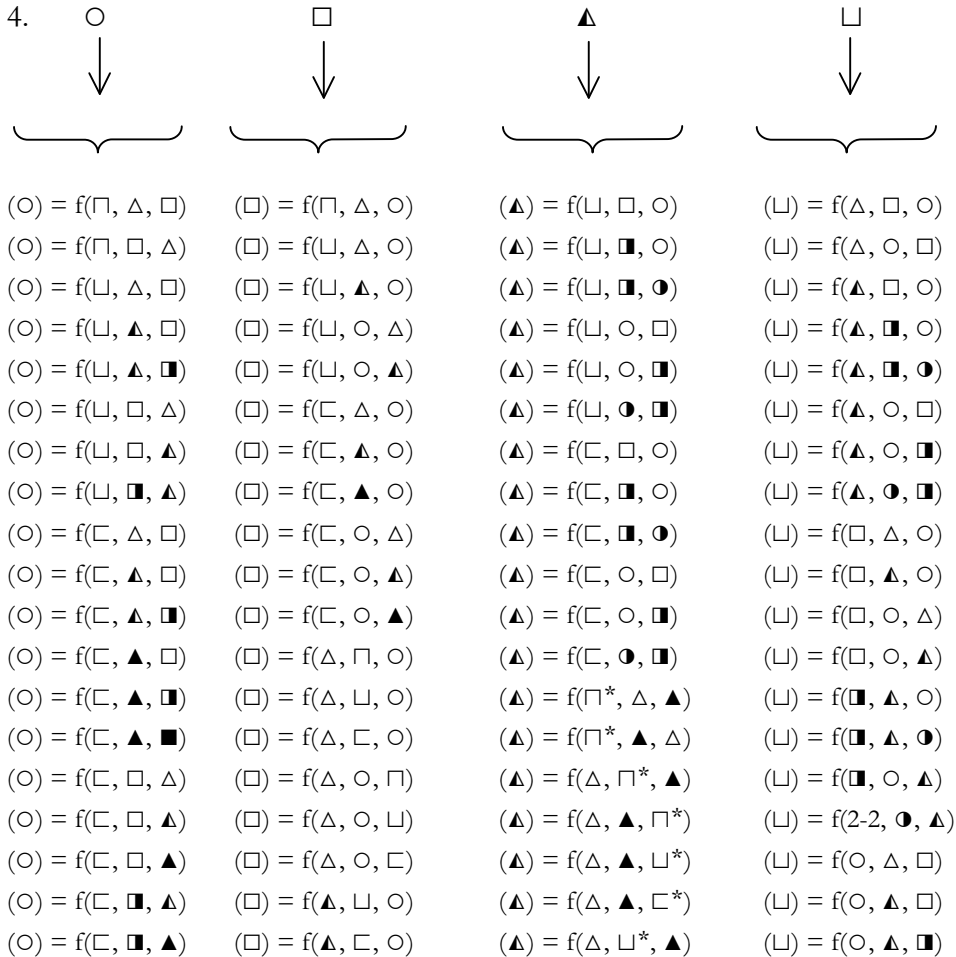 4. ○ □ ◭ ⊔
(○) = f(⊓, △, □) (□) = f(⊓, △, ○) (◭) = f(⊔, □, ○) (⊔) = f(△, □, ○)
(○) = f(⊓, □, △) (□) = f(⊔, △, ○) (◭) = f(⊔, ◨, ○) (⊔) = f(△, ○, □)
(○) = f(⊔, △, □) (□) = f(⊔, ◭, ○) (◭) = f(⊔, ◨, ◑) (⊔) = f(◭, □, ○)
(○) = f(⊔, ◭, □) (□) = f(⊔, ○, △) (◭) = f(⊔, ○, □) (⊔) = f(◭, ◨, ○)
(○) = f(⊔, ◭, ◨) (□) = f(⊔, ○, ◭) (◭) = f(⊔, ○, ◨) (⊔) = f(◭, ◨, ◑)
(○) = f(⊔, □, △) (□) = f(⊏, △, ○) (◭) = f(⊔, ◑, ◨) (⊔) = f(◭, ○, □)
(○) = f(⊔, □, ◭) (□) = f(⊏, ◭, ○) (◭) = f(⊏, □, ○) (⊔) = f(◭, ○, ◨)
(○) = f(⊔, ◨, ◭) (□) = f(⊏, ▲, ○) (◭) = f(⊏, ◨, ○) (⊔) = f(◭, ◑, ◨)
(○) = f(⊏, △, □) (□) = f(⊏, ○, △) (◭) = f(⊏, ◨, ◑) (⊔) = f(□, △, ○)
(○) = f(⊏, ◭, □) (□) = f(⊏, ○, ◭) (◭) = f(⊏, ○, □) (⊔) = f(□, ◭, ○)
(○) = f(⊏, ◭, ◨) (□) = f(⊏, ○, ▲) (◭) = f(⊏, ○, ◨) (⊔) = f(□, ○, △)
(○) = f(⊏, ▲, □) (□) = f(△, ⊓, ○) (◭) = f(⊏, ◑, ◨) (⊔) = f(□, ○, ◭)
(○) = f(⊏, ▲, ◨) (□) = f(△, ⊔, ○) (◭) = f(⊓*, △, ▲) (⊔) = f(◨, ◭, ○)
(○) = f(⊏, ▲, ■) (□) = f(△, ⊏, ○) (◭) = f(⊓*, ▲, △) (⊔) = f(◨, ◭, ◑)
(○) = f(⊏, □, △) (□) = f(△, ○, ⊓) (◭) = f(△, ⊓*, ▲) (⊔) = f(◨, ○, ◭)
(○) = f(⊏, □, ◭) (□) = f(△, ○, ⊔) (◭) = f(△, ▲, ⊓*) (⊔) = f(2-2, ◑, ◭)
(○) = f(⊏, □, ▲) (□) = f(△, ○, ⊏) (◭) = f(△, ▲, ⊔*) (⊔) = f(○, △, □)
(○) = f(⊏, ◨, ◭) (□) = f(◭, ⊔, ○) (◭) = f(△, ▲, ⊏*) (⊔) = f(○, ◭, □)
(○) = f(⊏, ◨, ▲) (□) = f(◭, ⊏, ○) (◭) = f(△, ⊔*, ▲) (⊔) = f(○, ◭, ◨)